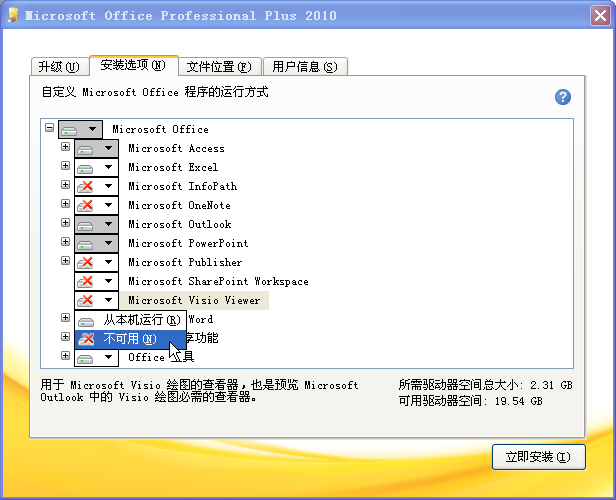 Microsoft Office Professional Plus 2010
升级(U) 安装选项(N) 文件位置(F) 用户信息(S)
自定义 Microsoft Office 程序的运行方式
Microsoft Office
Microsoft Access
Microsoft Excel
Microsoft InfoPath
Microsoft OneNote
Microsoft Outlook
Microsoft PowerPoint
Microsoft Publisher
Microsoft SharePoint Workspace
Microsoft Visio Viewer
从本机运行(R) Word
不可用(N) 享功能
Office 工具
用于 Microsoft Visio 绘图的查看器，也是预览 Microsoft
Outlook 中的 Visio 绘图必需的查看器。
所需驱动器空间总大小: 2.31 GB
可用驱动器空间: 19.54 GB
立即安装(I)